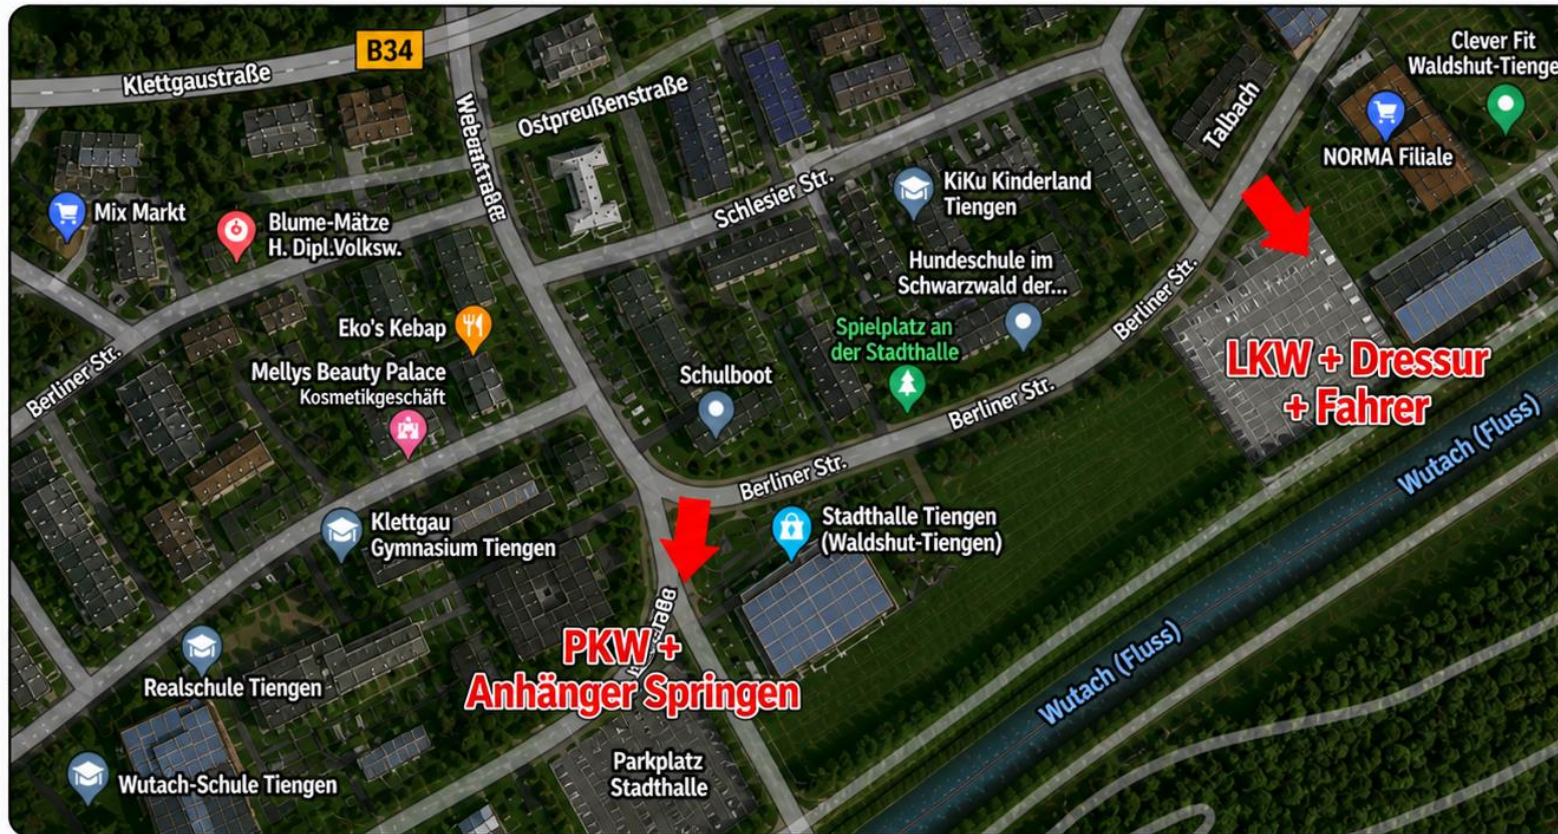 B34
Klettgaustraße
Ostpreußenstraße
Talbach
Clever Fit
Waldshut-Tienge
NORMA Filiale
Mix Markt
Blume-Mätze
H. Dipl.Volksw.
Schlesier Str.
KiKu Kinderland
Tiengen
Hundeschule im
Schwarzwald der...
Berliner Str.
Eko's Kebap
Spielplatz an
der Stadthalle
Berliner Str.
Mellys Beauty Palace
Kosmetikgeschäft
Schulboot
Berliner Str.
LKW + Dressur
+ Fahrer
Wutach (Fluss)
Berliner Str.
Klettgau
Gymnasium Tiengen
Stadthalle Tiengen
(Waldshut-Tiengen)
PKW +
Anhänger Springen
Wutach (Fluss)
Realschule Tiengen
Parkplatz
Stadthalle
Wutach-Schule Tiengen